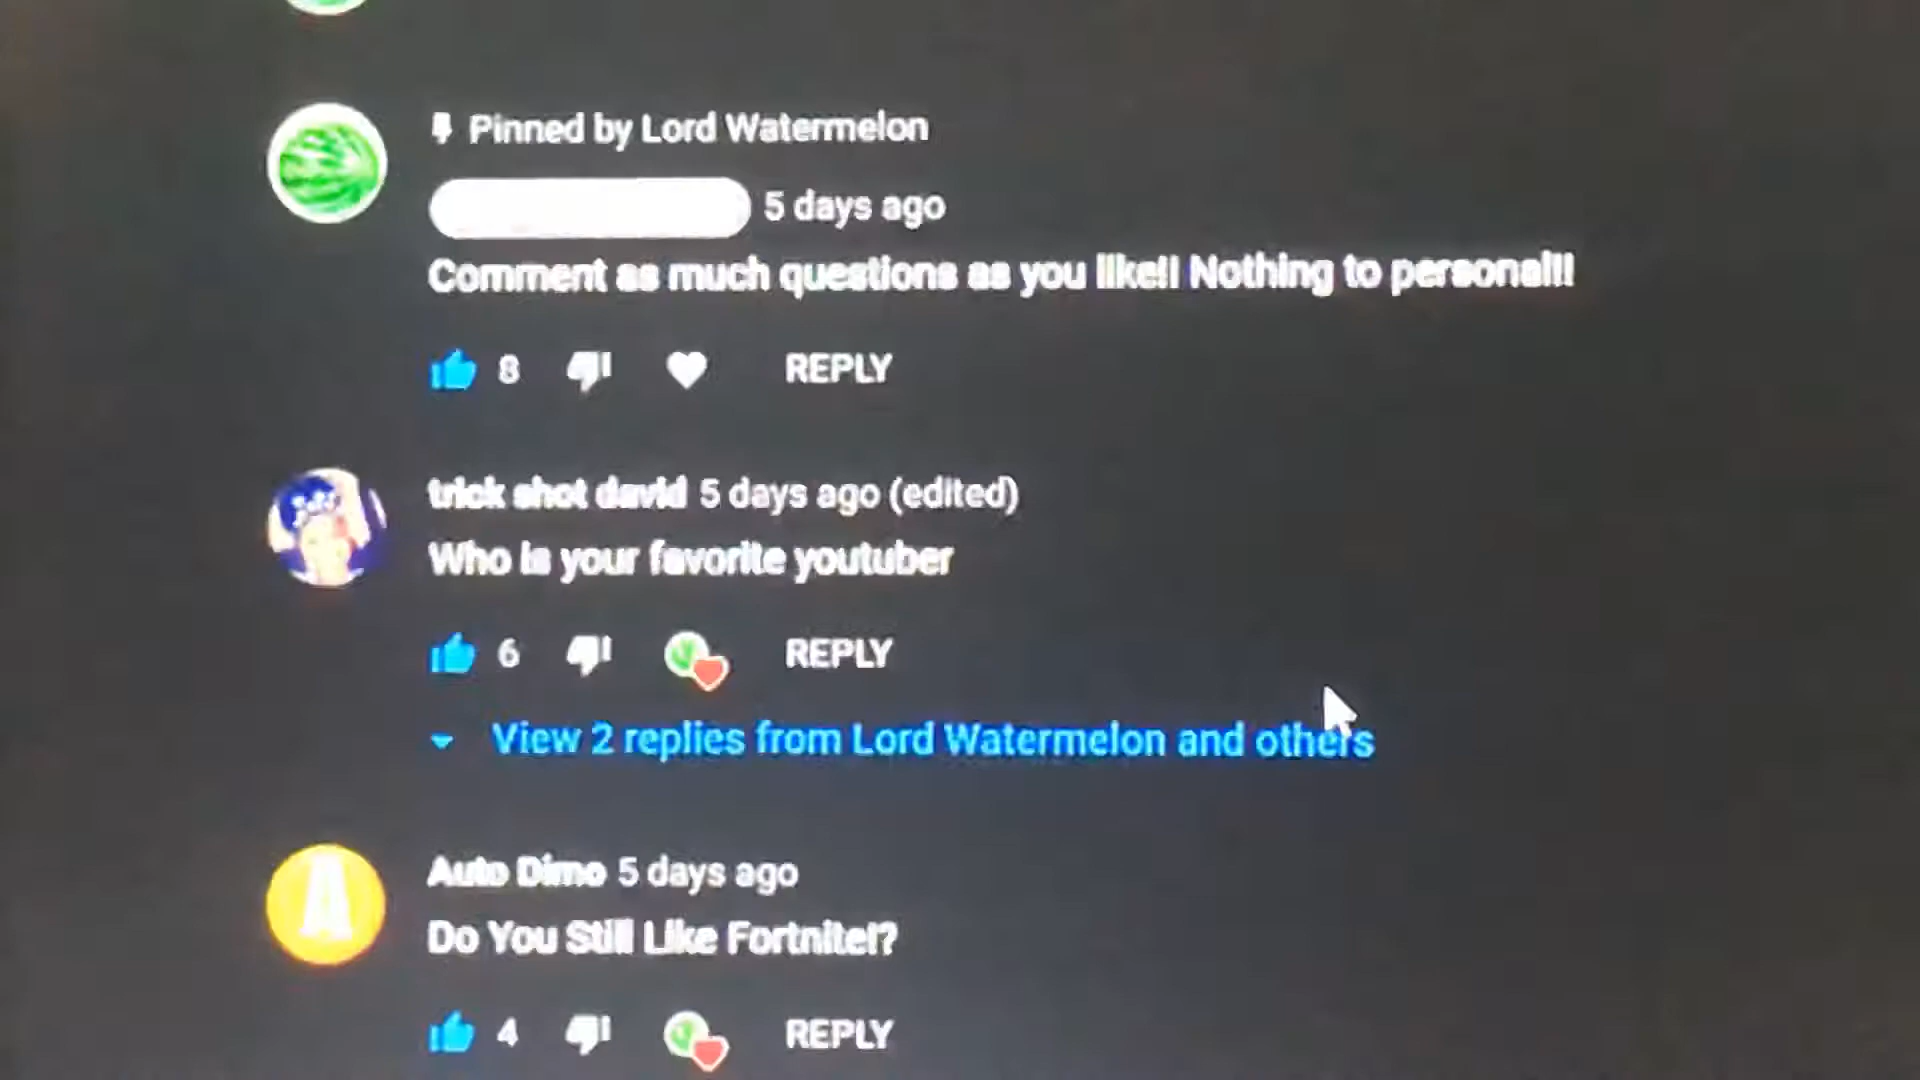 Pinned by Lord Watermelon
5 days ago
Comment as much questions as you like!! Nothing to personal!!
8 REPLY
trick shot david 5 days ago (edited)
Who is your favorite youtuber
6 REPLY
View 2 replies from Lord Watermelon and others
A
Auto Dimo 5 days ago
Do You Still Like Fortnite!?
4 REPLY